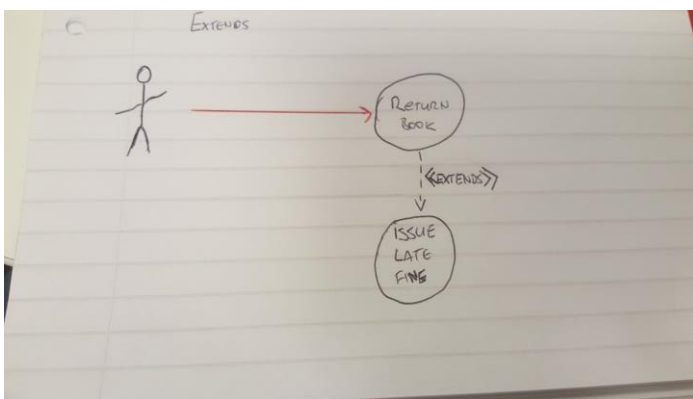 EXTENDS
RETURN
BOOK
<<EXTENDS>>
ISSUE
LATE
FINE